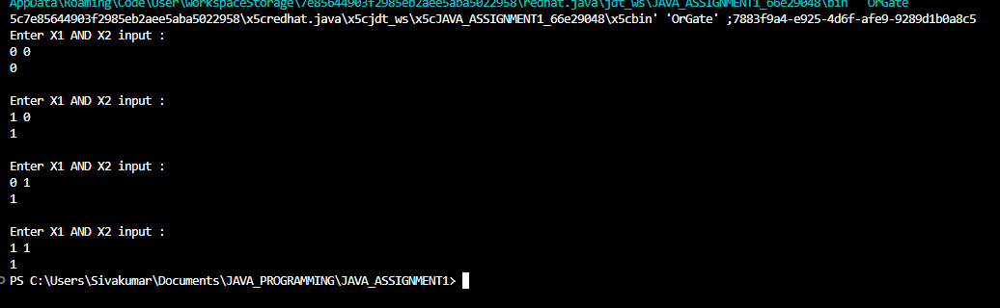 AppData\Roaming\Code\User\workspaceStorage\7e85644903f2985eb2aee5aba5022958\redhat.java\jdt_ws\JAVA_ASSIGNMENT1_66e29048\bin' 'OrGate'
5c7e85644903f2985eb2aee5aba5022958\x5credhat.java\x5cjdt_ws\x5cJAVA_ASSIGNMENT1_66e29048\x5cbin' 'OrGate' ;7883f9a4-e925-4d6f-afe9-9289d1b0a8c5
Enter X1 AND X2 input :
0 0
0
Enter X1 AND X2 input :
1 0
1
Enter X1 AND X2 input :
0 1
1
Enter X1 AND X2 input :
1 1
1
PS C:\Users\Sivakumar\Documents\JAVA_PROGRAMMING\JAVA_ASSIGNMENT1>